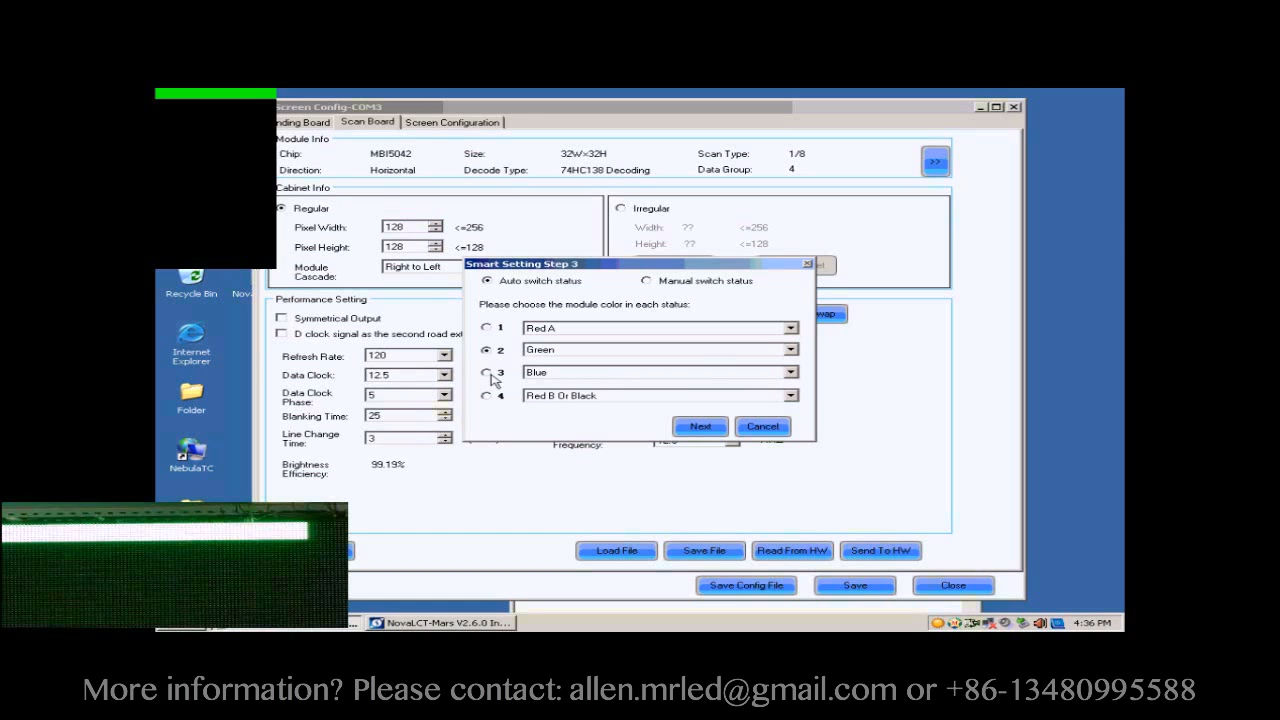 Screen Config-COM3
nding Board Scan Board Screen Configuration
Module Info
Chip: MBI5042 Size: 32W×32H Scan Type: 1/8
Direction: Horizontal Decode Type: 74HC138 Decoding Data Group: 4
>>
Cabinet Info
Regular
Irregular
Pixel Width: 128 <=256
Width: ?? <=256
Pixel Height: 128 <=128
Height: ?? <=128
Module Cascade: Right to Left
Smart Setting Step 3
Auto switch status Manual switch status
Please choose the module color in each status:
1 Red A
2 Green
3 Blue
4 Red B Or Black
Next Cancel
Performance Setting
Symmetrical Output
D clock signal as the second road ext
wap
Refresh Rate: 120
Data Clock: 12.5
Data Clock
Phase: 5
Blanking Time: 25
Line Change
Time: 3
Frequency:
Brightness
Efficiency: 99.19%
Recycle Bin
Nov
Internet
Explorer
Folder
NebulaTC
Load File Save File Read From HW Send To HW
Save Config File Save Close
... NovaLCT-Mars V2.6.0 In... 4:36 PM
More information? Please contact: allen.mrled@gmail.com or +86-13480995588